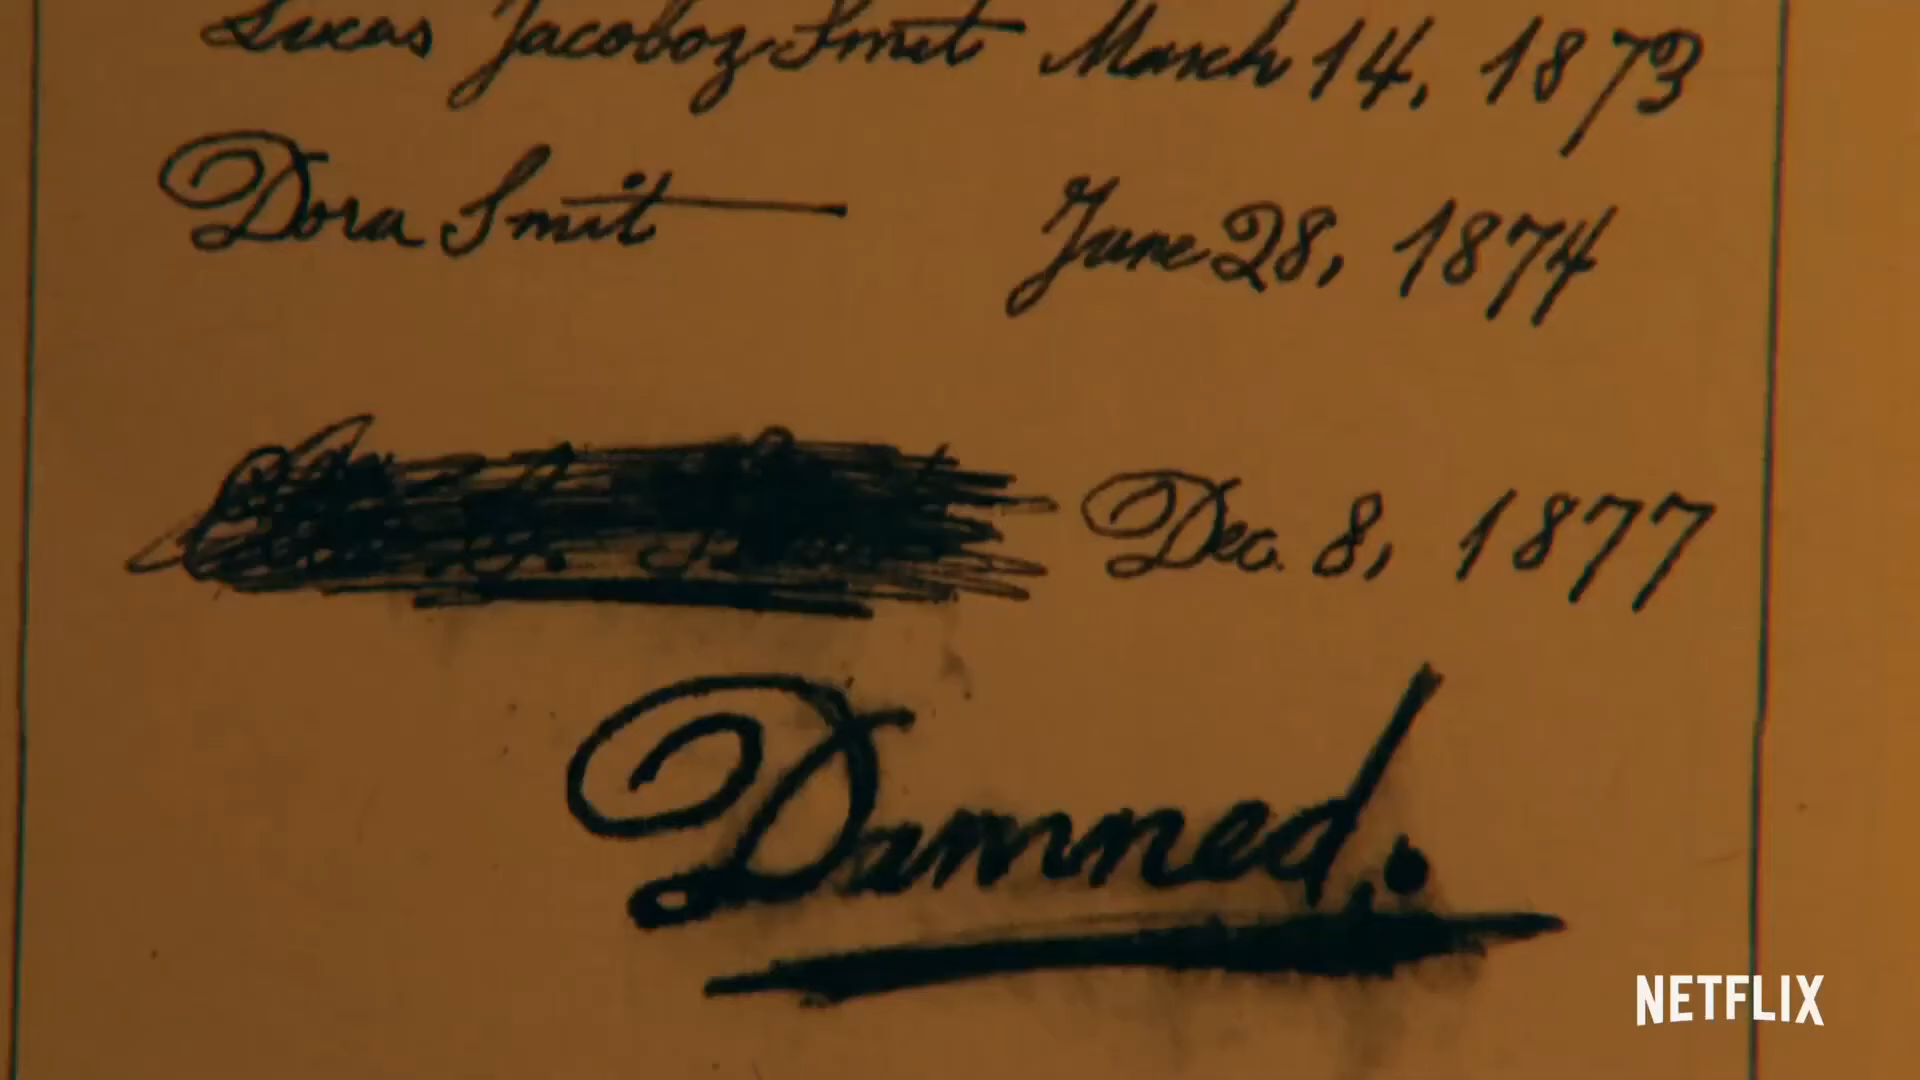 Lucas Jacoboz Smit March 14, 1873
Dora Smit June 28, 1874
Dec. 8, 1877
Damned.
NETFLIX